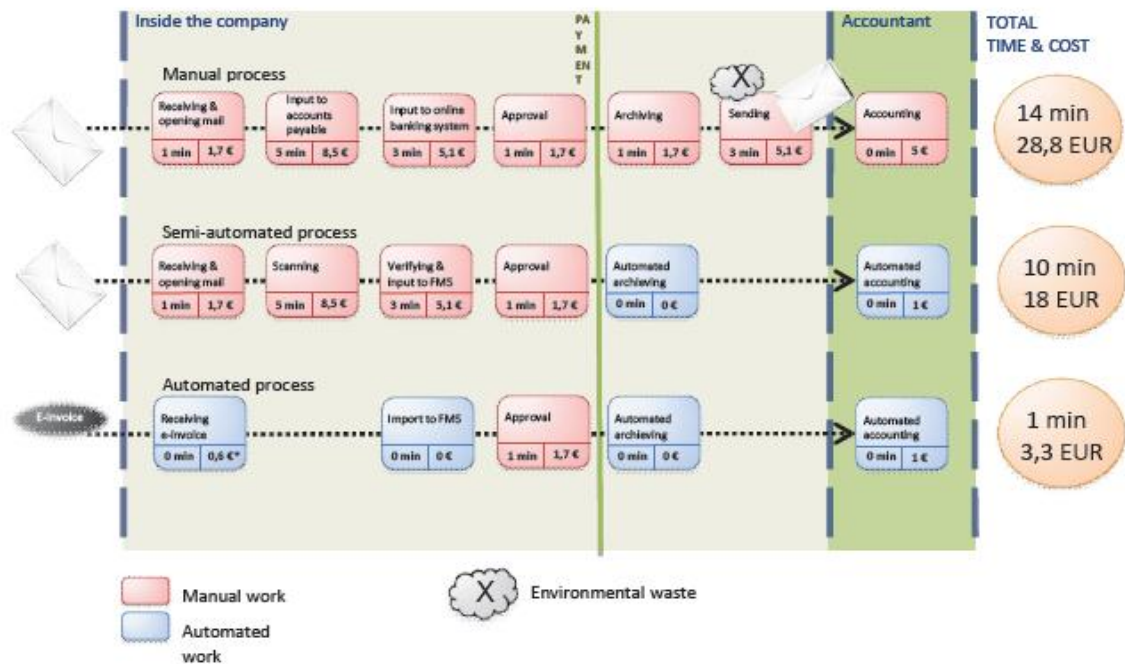 Inside the company
PAYMENT
Accountant
TOTAL
TIME & COST
Manual process
Receiving &
opening mail
1 min 1,7 €
Input to
accounts
payable
5 min 8,5 €
Input to online
banking system
3 min 5,1 €
Approval
1 min 1,7 €
Archiving
1 min 1,7 €
X
Sending
3 min 5,1 €
Accounting
0 min 5 €
14 min
28,8 EUR
Semi-automated process
Receiving &
opening mail
1 min 1,7 €
Scanning
5 min 8,5 €
Verifying &
input to FMS
3 min 5,1 €
Approval
1 min 1,7 €
Automated
archieving
0 min 0 €
Automated
accounting
0 min 1 €
10 min
18 EUR
Automated process
E-invoice
Receiving
e-invoice
0 min 0,6 €*
Import to FMS
0 min 0 €
Approval
1 min 1,7 €
Automated
archieving
0 min 0 €
Automated
accounting
0 min 1 €
1 min
3,3 EUR
Manual work
X Environmental waste
Automated
work